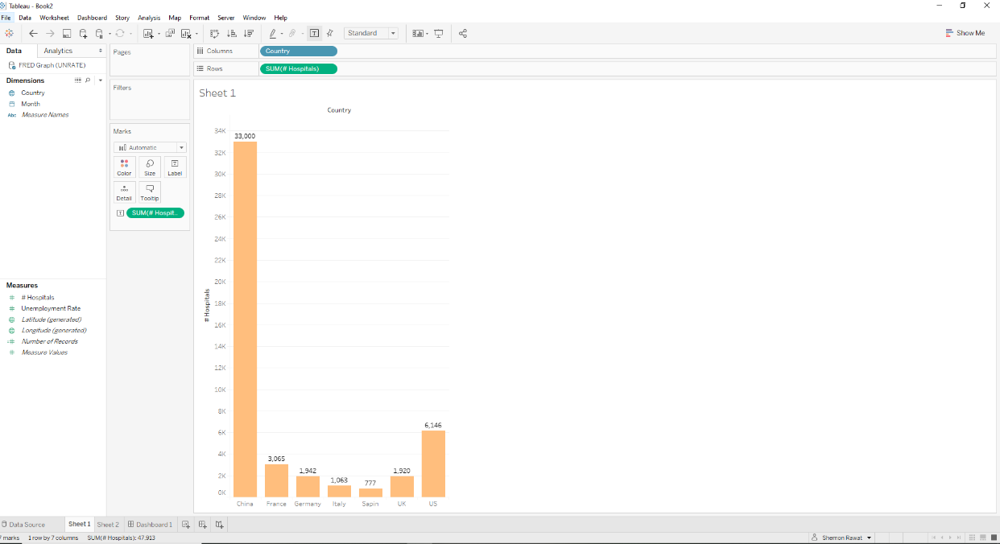 Tableau - Book2
File Data Worksheet Dashboard Story Analysis Map Format Server Window Help
Standard
Show Me
Data Analytics
FRED Graph (UNRATE)
Dimensions
Country
Month
Abc Measure Names
Measures
# Hospitals
Unemployment Rate
Latitude (generated)
Longitude (generated)
Number of Records
Measure Values
Pages
Filters
Marks
Automatic
Color Size Label
Detail Tooltip
SUM(# Hospit..
Columns Country
Rows SUM(# Hospitals)
Sheet 1
Country
# Hospitals
34K
32K
30K
28K
26K
24K
22K
20K
18K
16K
14K
12K
10K
8K
6K
4K
2K
0K
33,000
3,065
1,942
1,063
777
1,920
6,146
China France Germany Italy Sapin UK US
Data Source Sheet 1 Sheet 2 Dashboard 1
7 marks 1 row by 7 columns SUM(# Hospitals): 47,913
Shemon Rawat